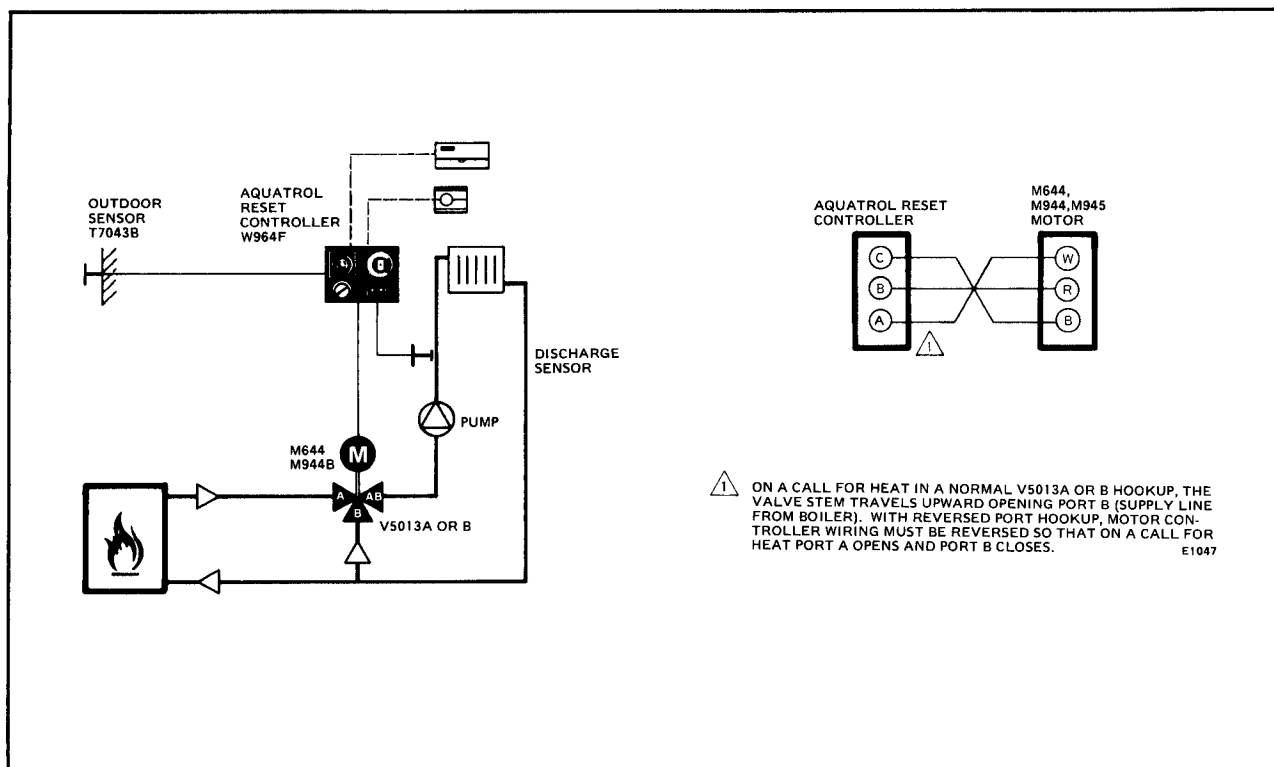 OUTDOOR
SENSOR
T7043B
AQUATROL
RESET
CONTROLLER
W964F
DISCHARGE
SENSOR
PUMP
M644
M944B
M
A
AB
B
V5013A OR B
AQUATROL RESET
CONTROLLER
M644,
M944,M945
MOTOR
C
B
A
W
R
B
1
1 ON A CALL FOR HEAT IN A NORMAL V5013A OR B HOOKUP, THE
VALVE STEM TRAVELS UPWARD OPENING PORT B (SUPPLY LINE
FROM BOILER). WITH REVERSED PORT HOOKUP, MOTOR CON-
TROLLER WIRING MUST BE REVERSED SO THAT ON A CALL FOR
HEAT PORT A OPENS AND PORT B CLOSES.
E1047